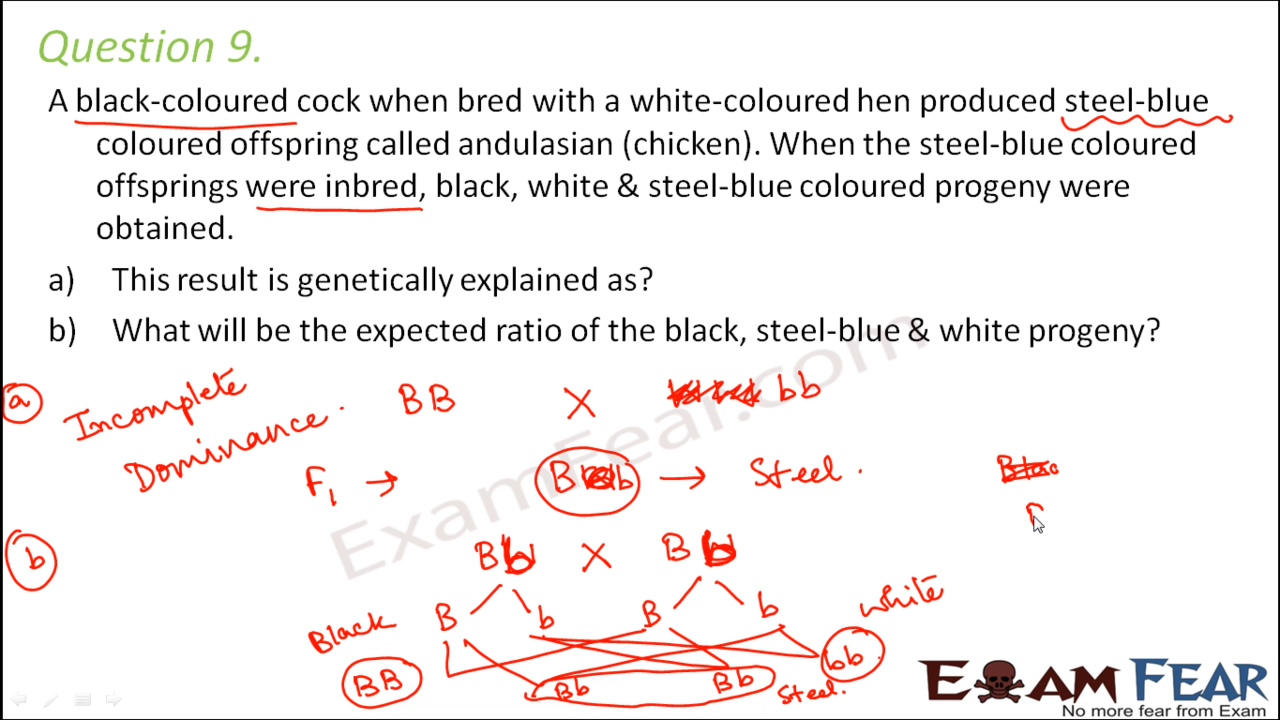 Question 9.
A black-coloured cock when bred with a white-coloured hen produced steel-blue
coloured offspring called andulasian (chicken). When the steel-blue coloured
offsprings were inbred, black, white & steel-blue coloured progeny were
obtained.
a) This result is genetically explained as?
b) What will be the expected ratio of the black, steel-blue & white progeny?
a Incomplete BB X bb
Dominance.
F1 → B b → Steel.
b
Bb X Bb
B b B b
Black White
BB Bb Bb bb
Steel.
ExamFear.com
EXAM FEAR
No more fear from Exam